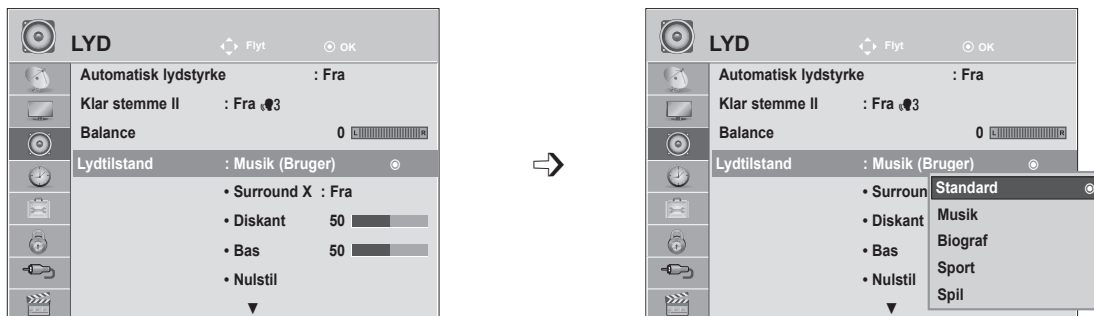 LYD Flyt OK
Automatisk lydstyrke : Fra
Klar stemme II : Fra 3
Balance 0 L R
Lydtilstand : Musik (Bruger)
• Surround X : Fra
• Diskant 50
• Bas 50
• Nulstil
▼
LYD Flyt OK
Automatisk lydstyrke : Fra
Klar stemme II : Fra 3
Balance 0 L R
Lydtilstand : Musik (Bruger)
• Surroun
• Diskant
• Bas
• Nulstil
▼
Standard
Musik
Biograf
Sport
Spil